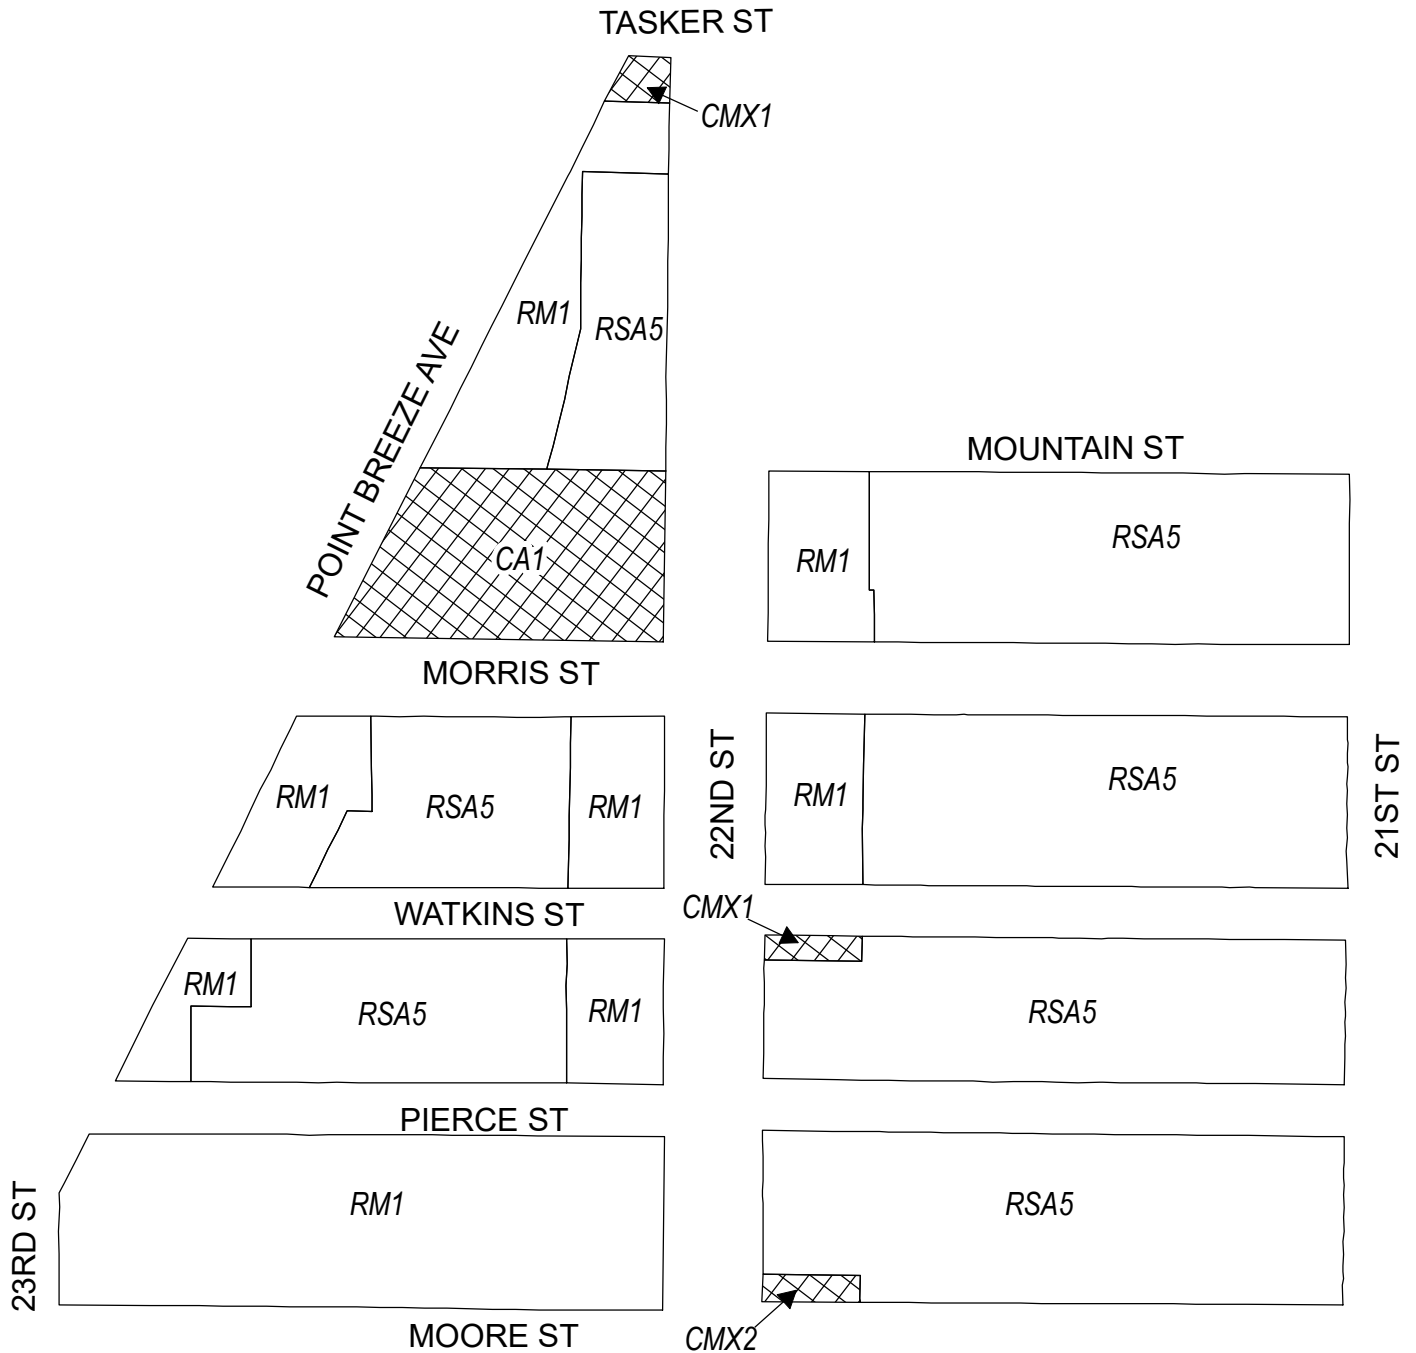 TASKER ST
CMX1
RM1
RSA5
POINT BREEZE AVE
MOUNTAIN ST
CA1
RM1
RSA5
MORRIS ST
RM1
RSA5
RM1
22ND ST
RM1
RSA5
21ST ST
WATKINS ST
CMX1
RM1
RSA5
RM1
RSA5
PIERCE ST
23RD ST
RM1
RSA5
MOORE ST
CMX2